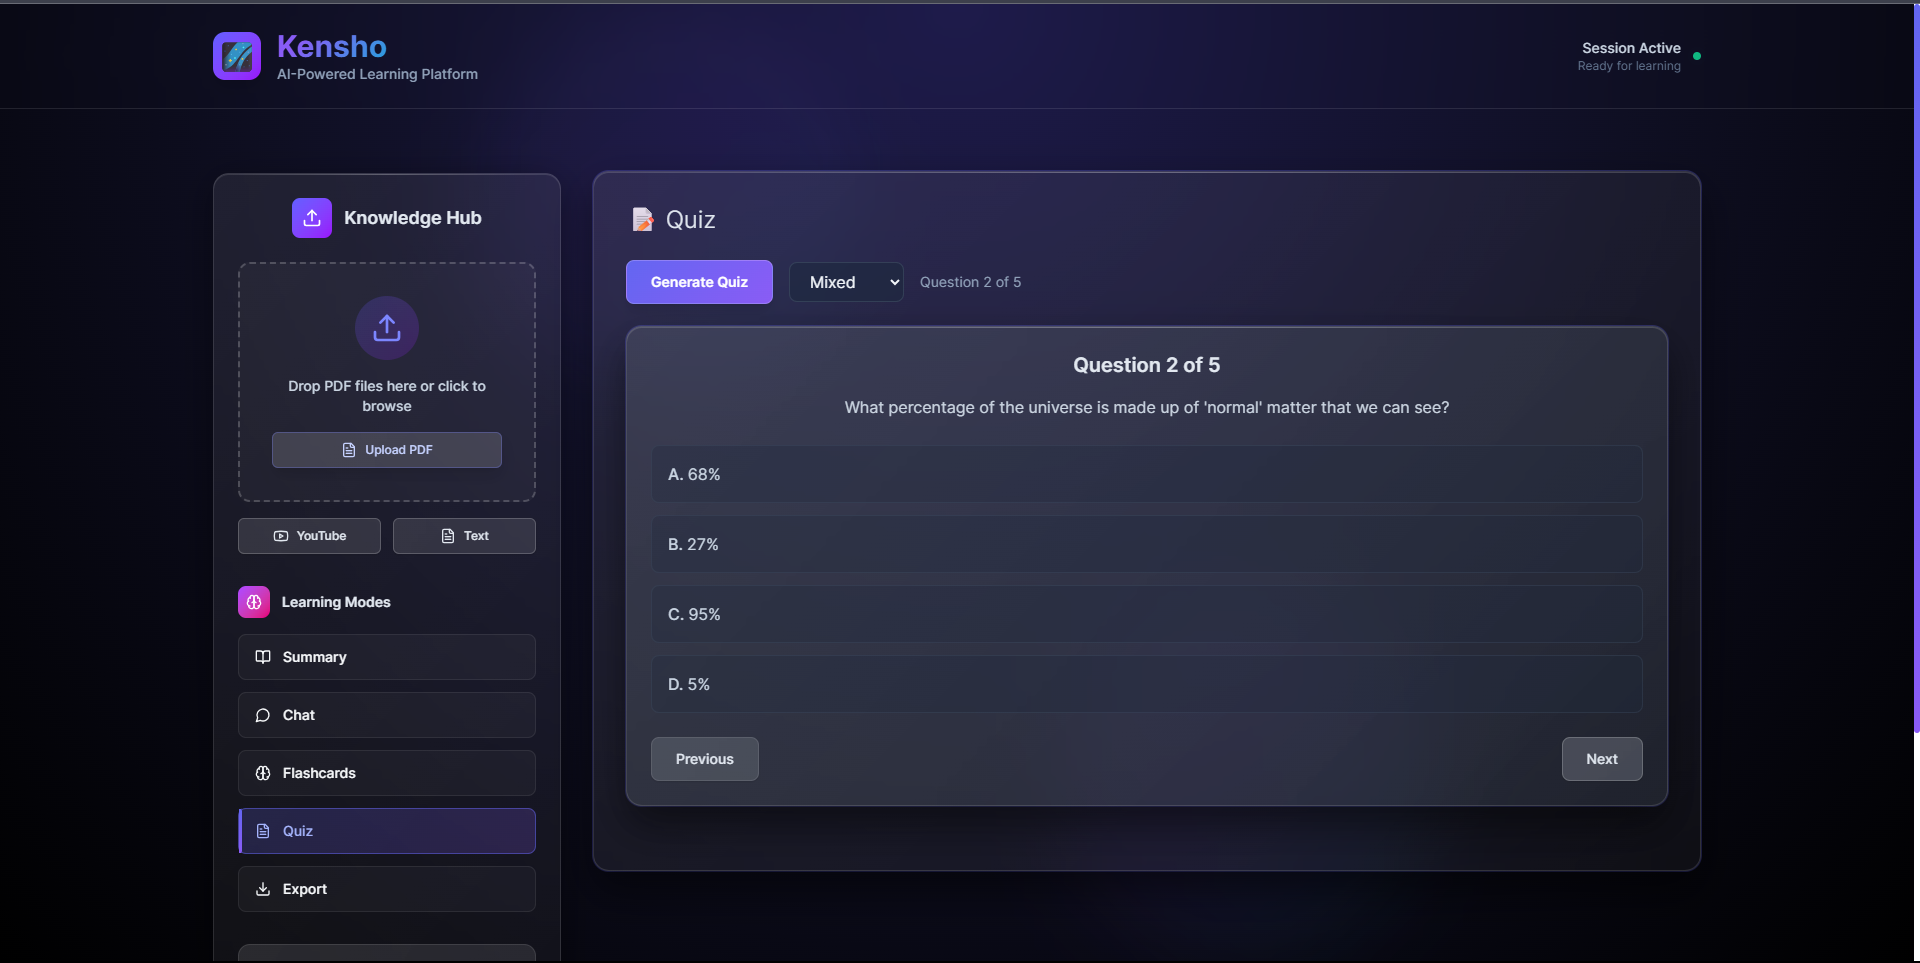 Kensho
AI-Powered Learning Platform
Session Active
Ready for learning
Knowledge Hub
Drop PDF files here or click to
browse
Upload PDF
YouTube
Text
Learning Modes
Summary
Chat
Flashcards
Quiz
Export
Quiz
Generate Quiz
Mixed
Question 2 of 5
Question 2 of 5
What percentage of the universe is made up of 'normal' matter that we can see?
A. 68%
B. 27%
C. 95%
D. 5%
Previous
Next